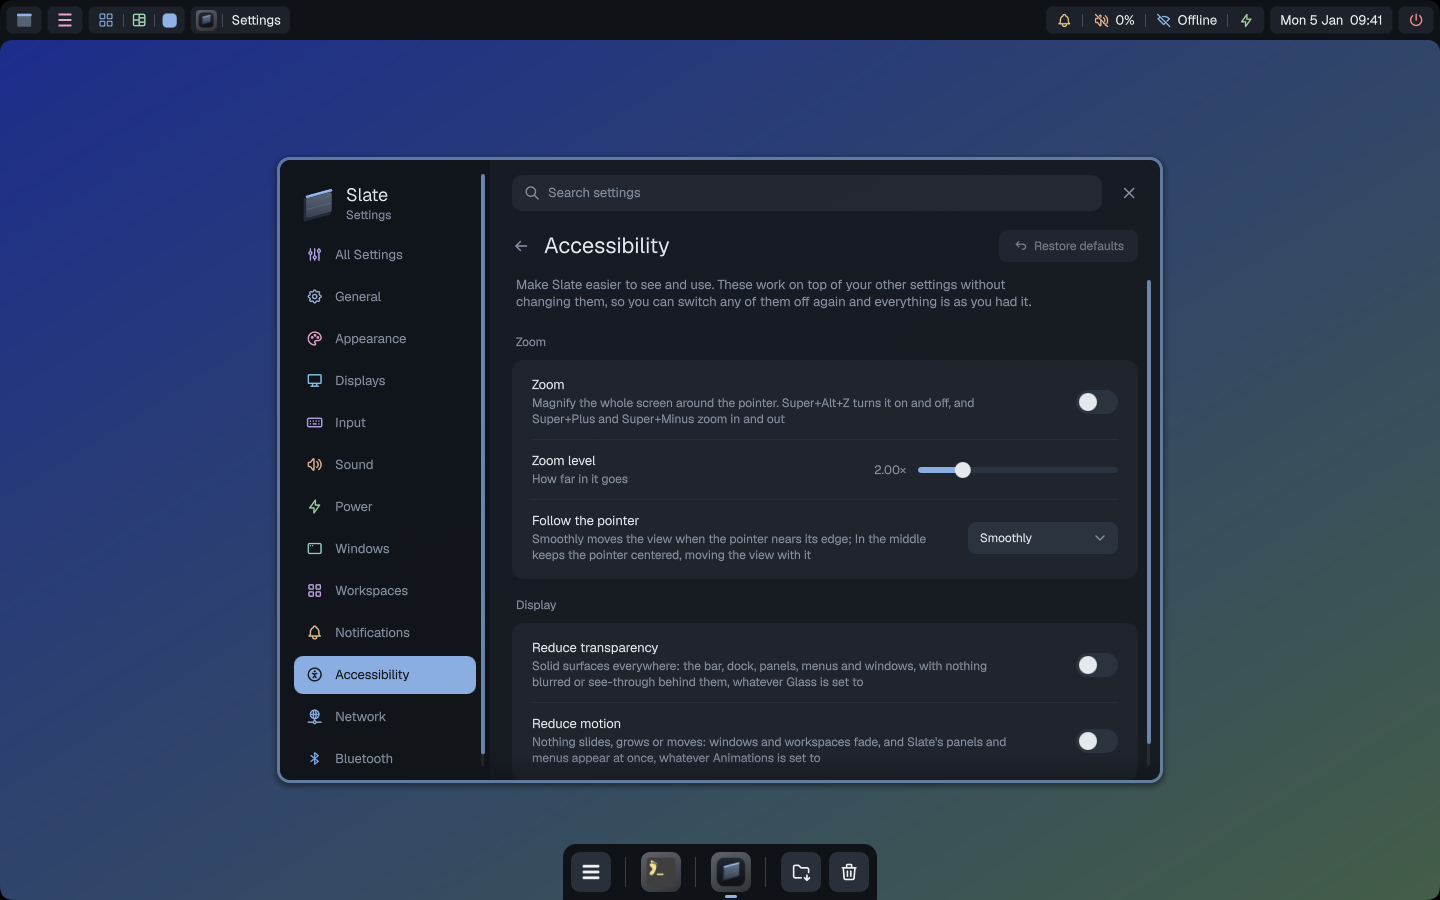 Settings
0%
Offline
Mon 5 Jan 09:41
Slate
Settings
All Settings
General
Appearance
Displays
Input
Sound
Power
Windows
Workspaces
Notifications
Accessibility
Network
Bluetooth
Search settings
Accessibility
Restore defaults
Make Slate easier to see and use. These work on top of your other settings without
changing them, so you can switch any of them off again and everything is as you had it.
Zoom
Zoom
Magnify the whole screen around the pointer. Super+Alt+Z turns it on and off, and
Super+Plus and Super+Minus zoom in and out
Zoom level
How far in it goes
2.00×
Follow the pointer
Smoothly moves the view when the pointer nears its edge; In the middle
keeps the pointer centered, moving the view with it
Smoothly
Display
Reduce transparency
Solid surfaces everywhere: the bar, dock, panels, menus and windows, with nothing
blurred or see-through behind them, whatever Glass is set to
Reduce motion
Nothing slides, grows or moves: windows and workspaces fade, and Slate's panels and
menus appear at once, whatever Animations is set to